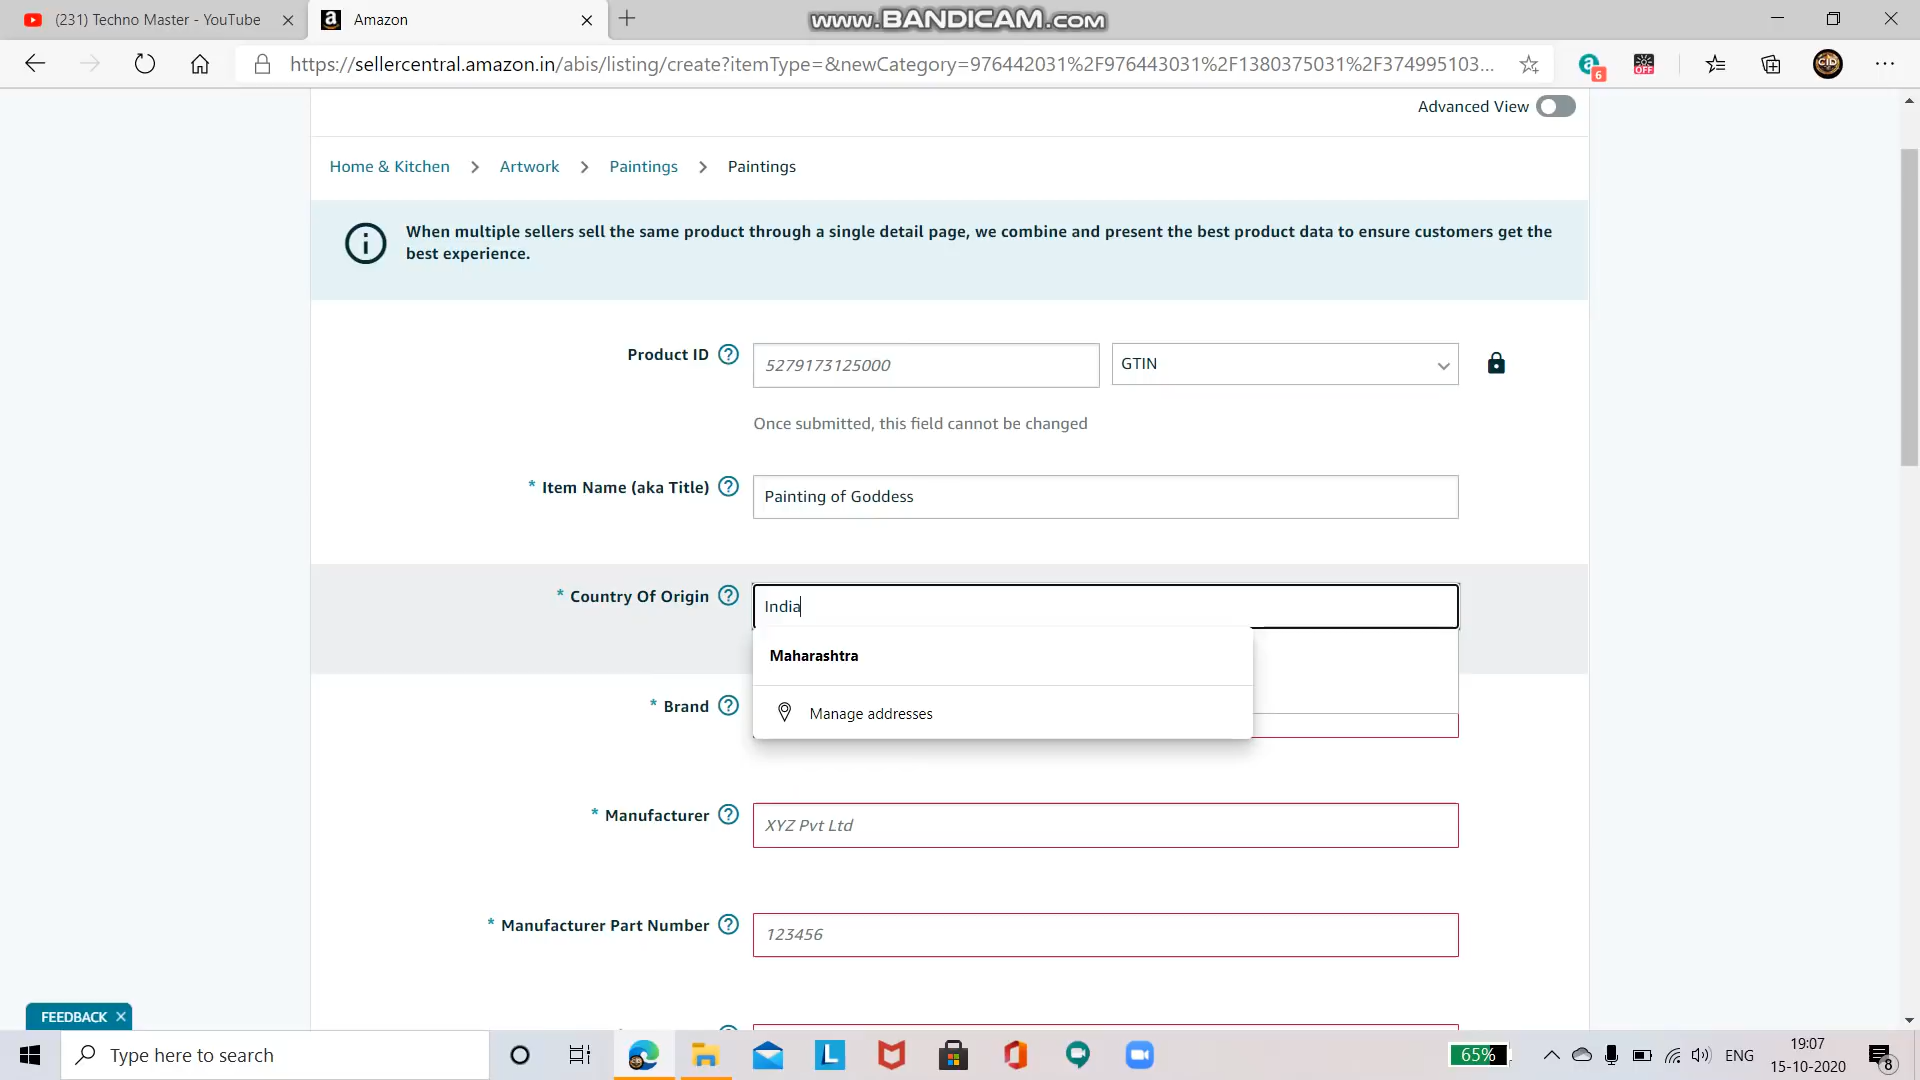 (231) Techno Master - YouTube
Amazon
www.BANDICAM.com
https://sellercentral.amazon.in/abis/listing/create?itemType=&newCategory=976442031%2F976443031%2F1380375031%2F374995103...
6
OFF
Advanced View
Home & Kitchen > Artwork > Paintings > Paintings
When multiple sellers sell the same product through a single detail page, we combine and present the best product data to ensure customers get the
best experience.
Product ID
5279173125000
GTIN
Once submitted, this field cannot be changed
* Item Name (aka Title)
Painting of Goddess
* Country Of Origin
India
Maharashtra
* Brand
Manage addresses
* Manufacturer
XYZ Pvt Ltd
* Manufacturer Part Number
123456
FEEDBACK
Type here to search
65%
ENG
19:07
15-10-2020
8